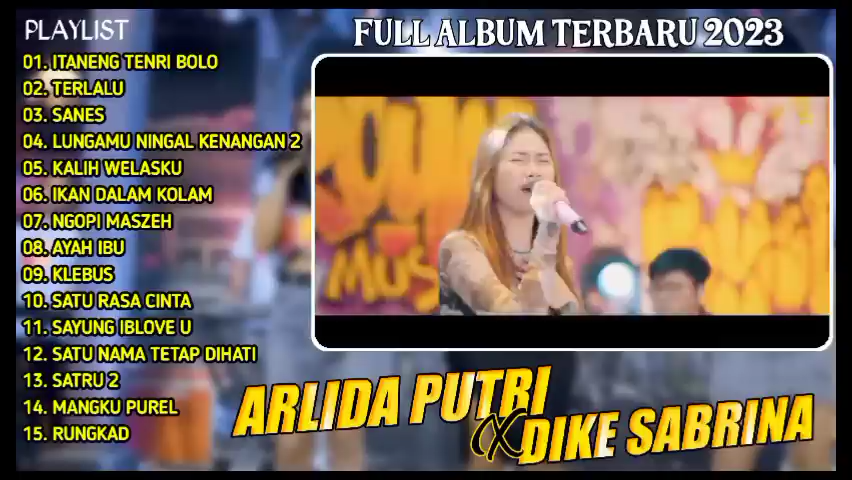 PLAYLIST
FULL ALBUM TERBARU 2023
01. ITANENG TENRI BOLO
02. TERLALU
03. SANES
04. LUNGAMU NINGAL KENANGAN 2
05. KALIH WELASKU
06. IKAN DALAM KOLAM
07. NGOPI MASZEH
08. AYAH IBU
09. KLEBUS
10. SATU RASA CINTA
11. SAYUNG IBLOVE U
12. SATU NAMA TETAP DIHATI
13. SATRU 2
14. MANGKU PUREL
15. RUNGKAD
MUS
ARLIDA PUTRI
X DIKE SABRINA